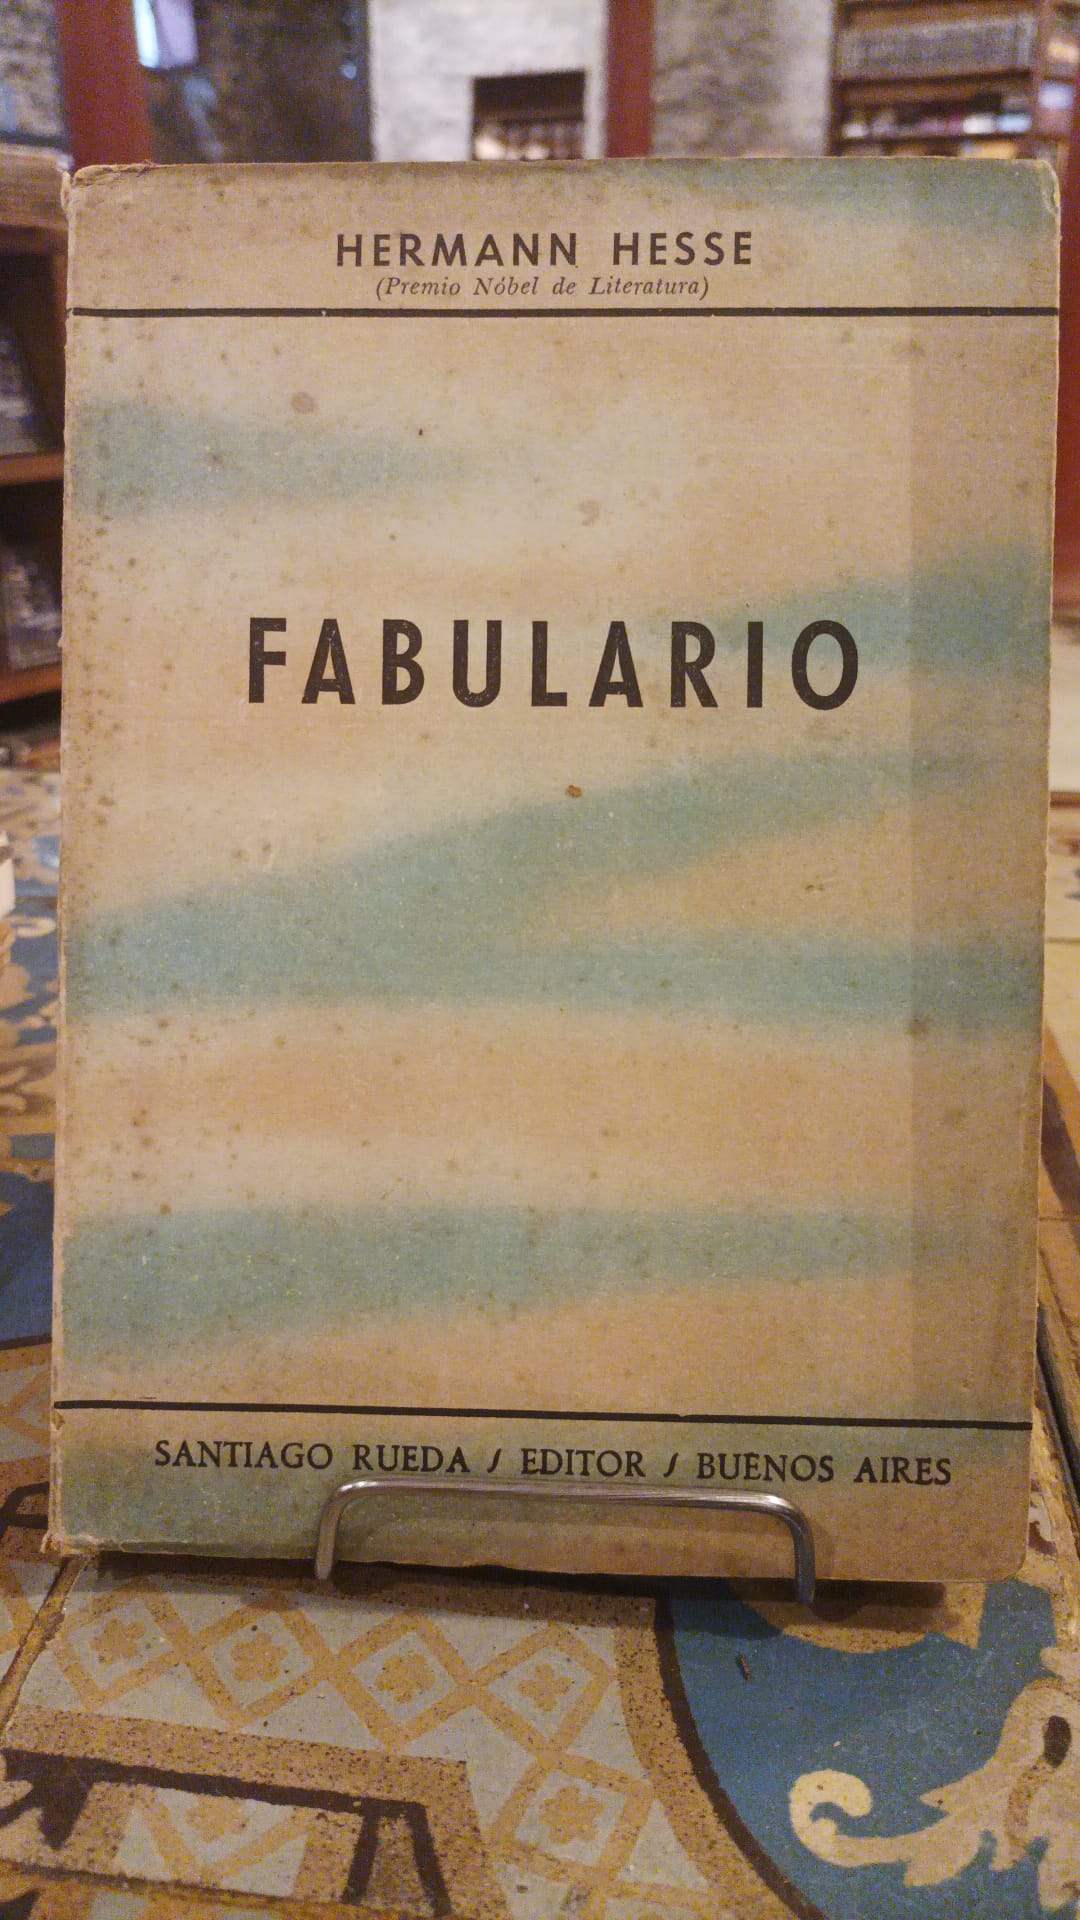 HERMANN HESSE
(Premio Nóbel de Literatura)
FABULARIO
SANTIAGO RUEDA / EDITOR / BUENOS AIRES